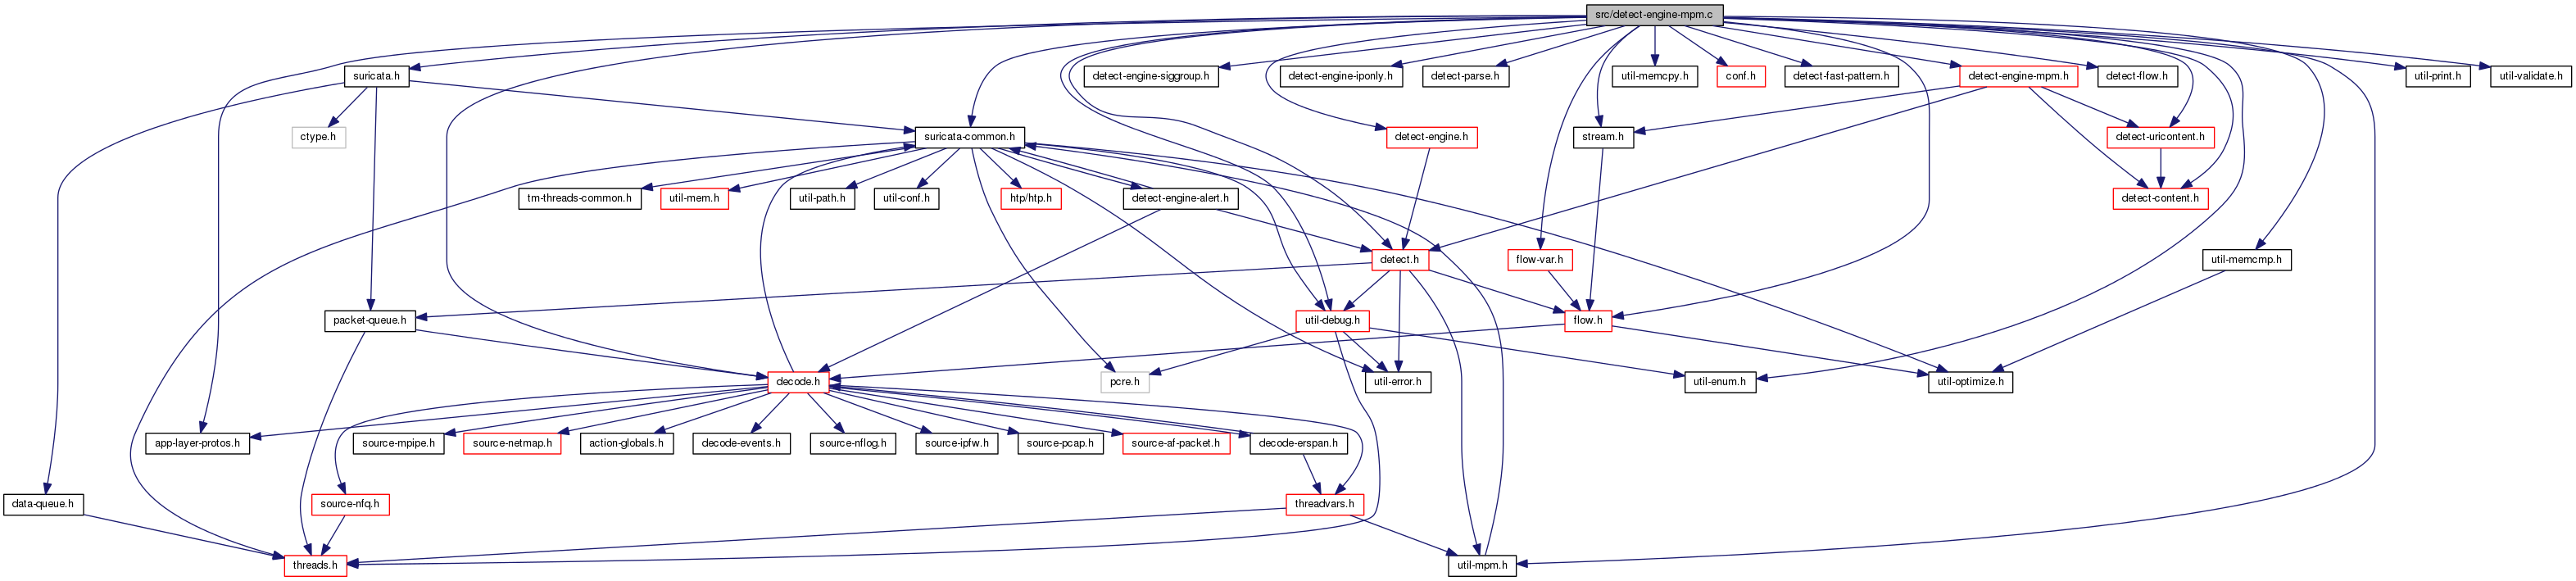 src/detect-engine-mpm.c
suricata.h
detect-engine-siggroup.h
detect-engine-iponly.h
detect-parse.h
util-memcpy.h
conf.h
detect-fast-pattern.h
detect-engine-mpm.h
detect-flow.h
util-print.h
util-validate.h
ctype.h
suricata-common.h
detect-engine.h
stream.h
detect-uricontent.h
tm-threads-common.h
util-mem.h
util-path.h
util-conf.h
htp/htp.h
detect-engine-alert.h
detect-content.h
detect.h
flow-var.h
util-memcmp.h
packet-queue.h
util-debug.h
flow.h
decode.h
pcre.h
util-error.h
util-enum.h
util-optimize.h
app-layer-protos.h
source-mpipe.h
source-netmap.h
action-globals.h
decode-events.h
source-nflog.h
source-ipfw.h
source-pcap.h
source-af-packet.h
decode-erspan.h
data-queue.h
source-nfq.h
threadvars.h
threads.h
util-mpm.h